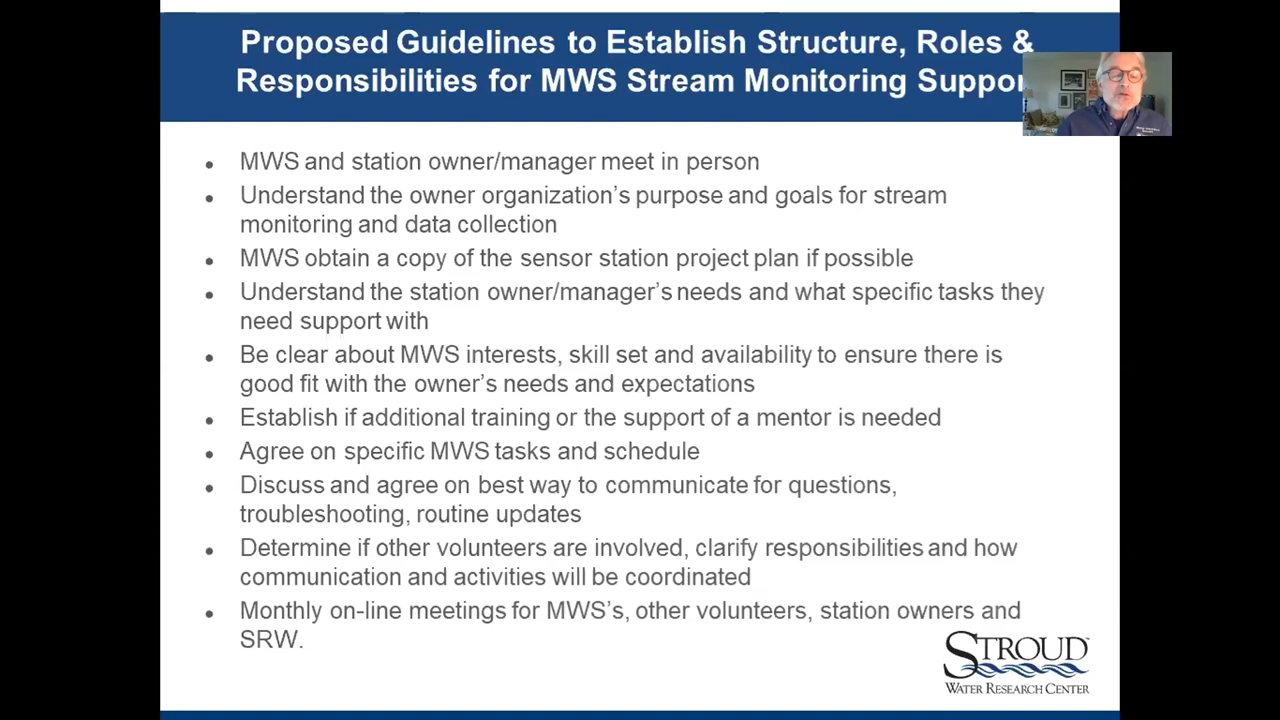 Proposed Guidelines to Establish Structure, Roles &
Responsibilities for MWS Stream Monitoring Suppor
• MWS and station owner/manager meet in person
• Understand the owner organization's purpose and goals for stream
monitoring and data collection
• MWS obtain a copy of the sensor station project plan if possible
• Understand the station owner/manager's needs and what specific tasks they
need support with
• Be clear about MWS interests, skill set and availability to ensure there is
good fit with the owner's needs and expectations
• Establish if additional training or the support of a mentor is needed
• Agree on specific MWS tasks and schedule
• Discuss and agree on best way to communicate for questions,
troubleshooting, routine updates
• Determine if other volunteers are involved, clarify responsibilities and how
communication and activities will be coordinated
• Monthly on-line meetings for MWS's, other volunteers, station owners and
SRW.
STROUD™
WATER RESEARCH CENTER